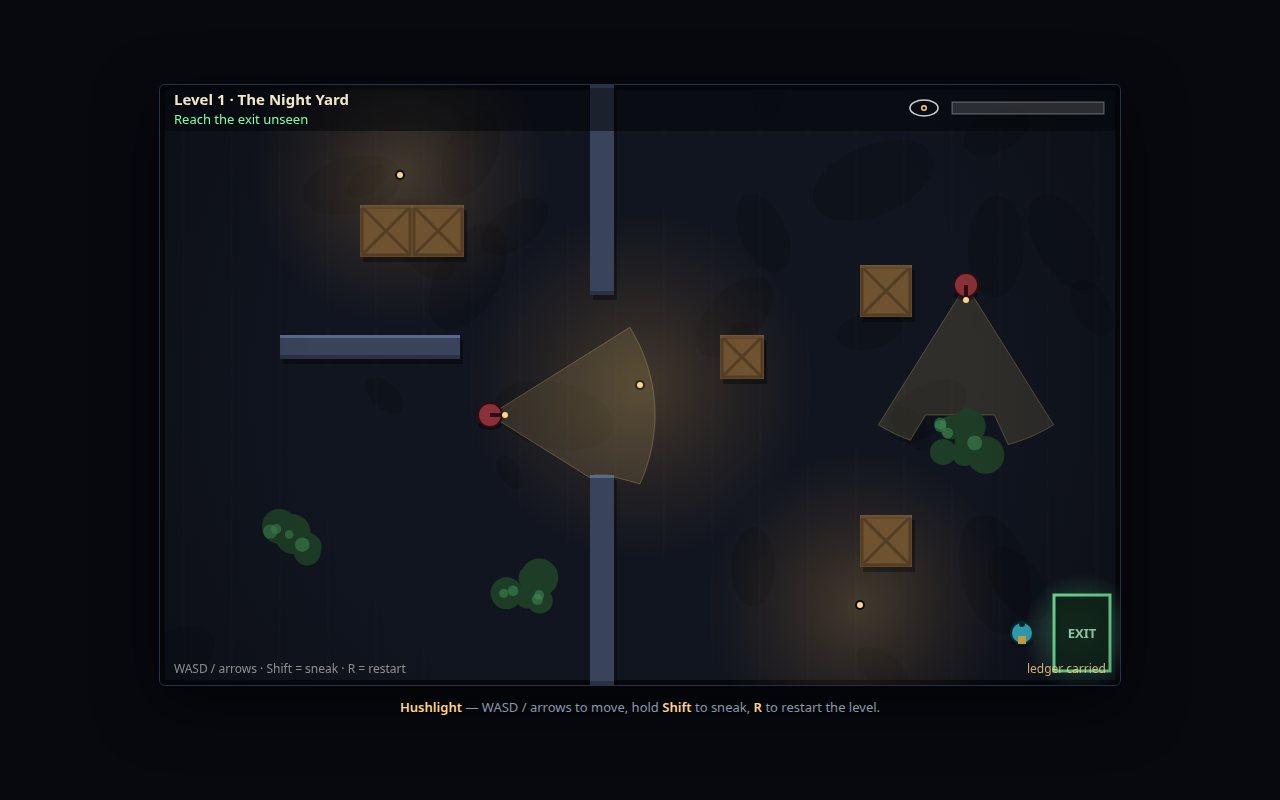 Level 1 · The Night Yard
Reach the exit unseen
EXIT
WASD / arrows · Shift = sneak · R = restart
ledger carried
Hushlight — WASD / arrows to move, hold Shift to sneak, R to restart the level.